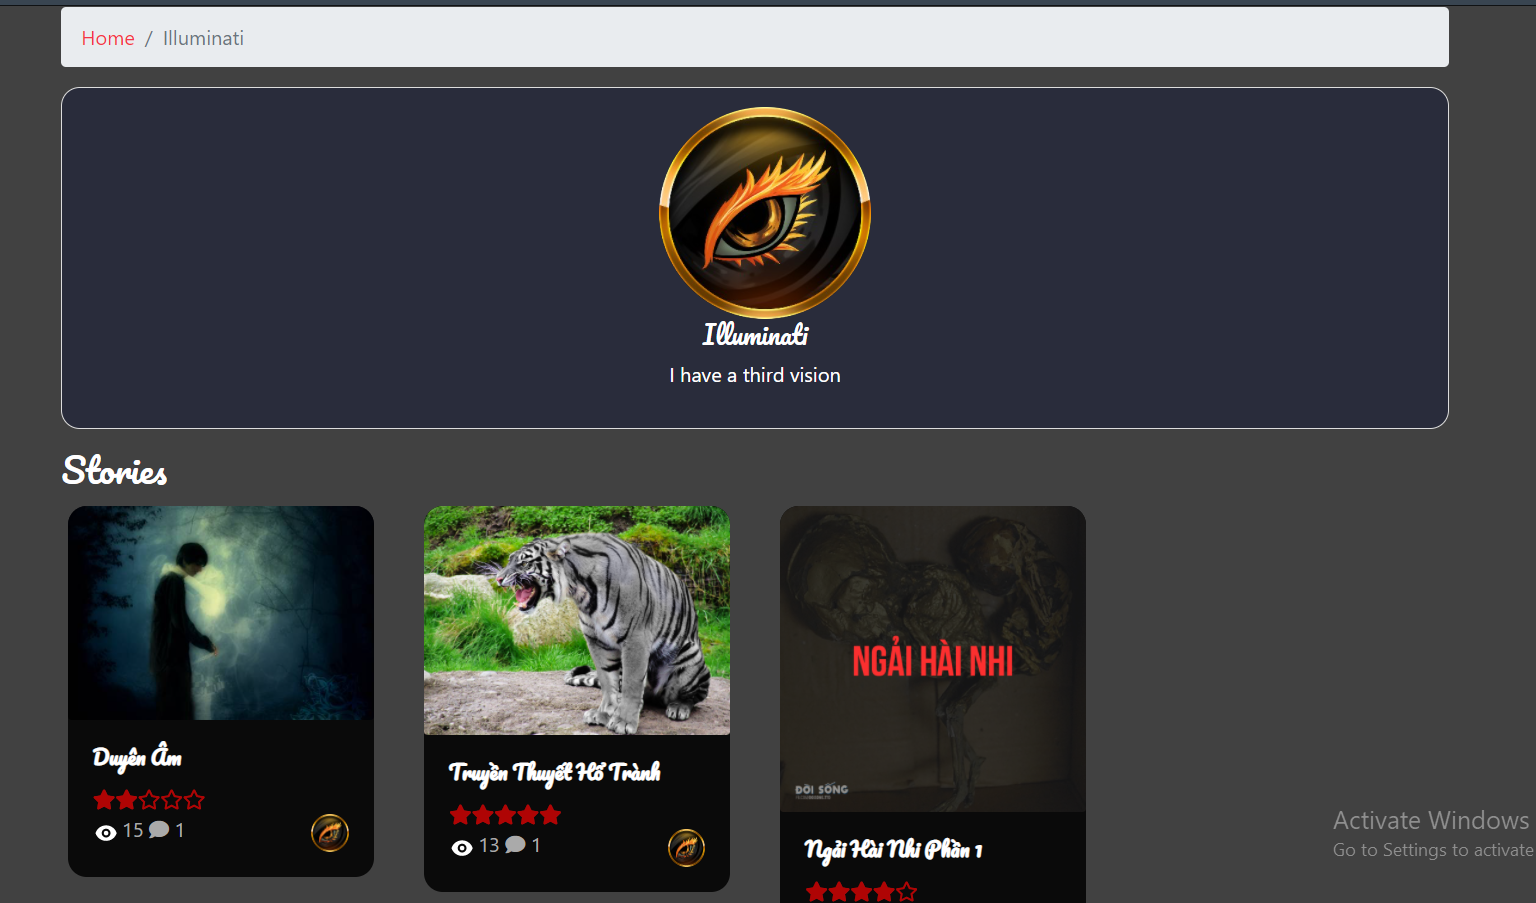 Home / Illuminati
Illuminati
I have a third vision
Stories
Duyên Âm
15 1
Truyền Thuyết Hổ Trành
13 1
NGẢI HÀI NHI
ĐỜI SỐNG
Ngải Hài Nhi Phần 1
Activate Windows
Go to Settings to activate